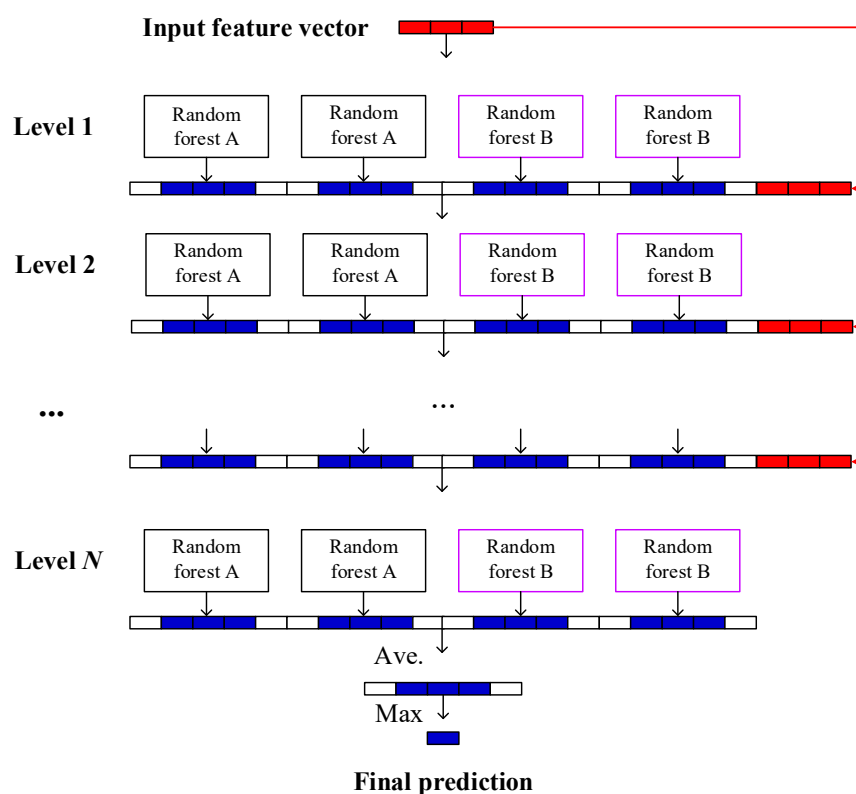 Input feature vector
Level 1
Random
forest A
Random
forest A
Random
forest B
Random
forest B
Level 2
Random
forest A
Random
forest A
Random
forest B
Random
forest B
...
...
Level N
Random
forest A
Random
forest A
Random
forest B
Random
forest B
Ave.
Max
Final prediction